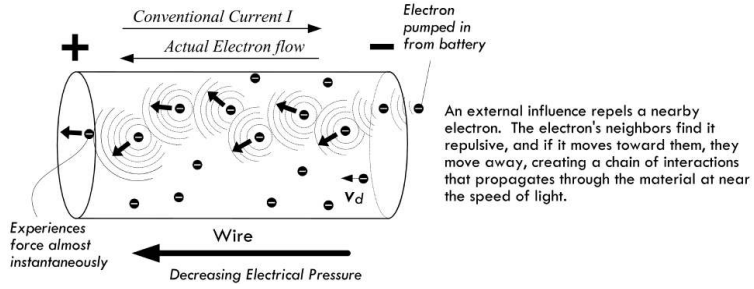 Conventional Current I
Actual Electron flow
+
−
Electron
pumped in
from battery
An external influence repels a nearby
electron. The electron's neighbors find it
repulsive, and if it moves toward them, they
move away, creating a chain of interactions
that propagates through the material at near
the speed of light.
vd
Experiences
force almost
instantaneously
Wire
Decreasing Electrical Pressure